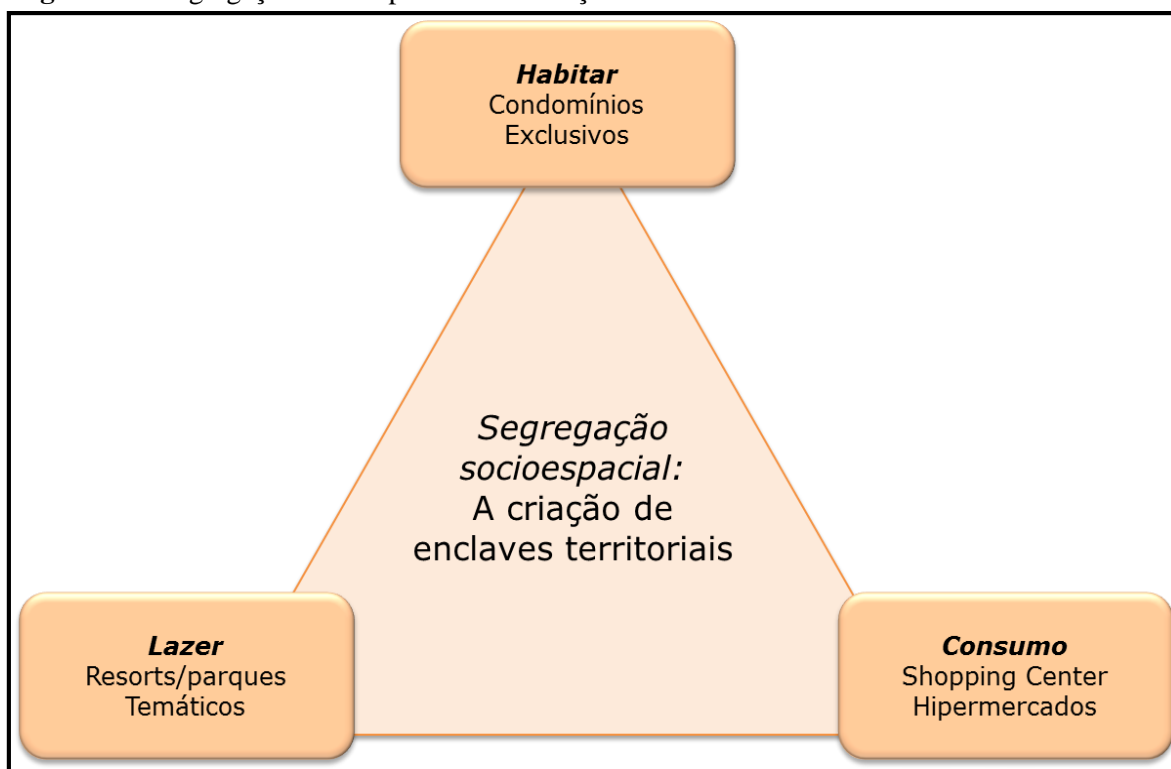 Habitar
Condomínios
Exclusivos
Segregação
socioespacial:
A criação de
enclaves territoriais
Lazer
Resorts/parques
Temáticos
Consumo
Shopping Center
Hipermercados